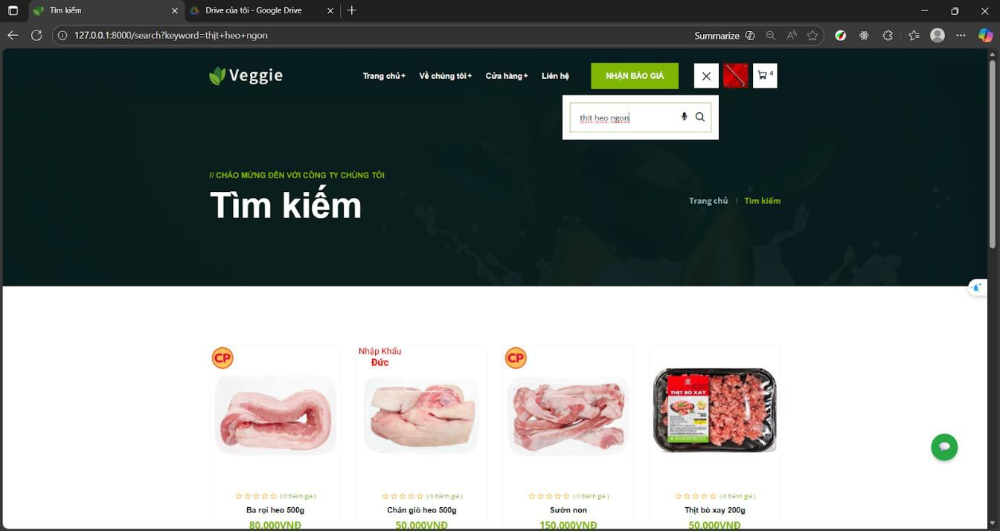 Tìm kiếm
Drive của tôi - Google Drive
127.0.0.1:8000/search?keyword=thịt+heo+ngon
Summarize
Veggie
Trang chủ +
Về chúng tôi +
Cửa hàng +
Liên hệ
NHẬN BÁO GIÁ
4
thịt heo ngon
// CHÀO MỪNG ĐẾN VỚI CÔNG TY CHÚNG TÔI
Tìm kiếm
Trang chủ | Tìm kiếm
CP
Nhập Khẩu
Đức
CP
THỊT BÒ XAY
( 0 Đánh giá )
( 0 Đánh giá )
( 0 Đánh giá )
( 0 Đánh giá )
Ba rọi heo 500g
Chân giò heo 500g
Sườn non
Thịt bò xay 200g
80.000VNĐ
50.000VNĐ
150.000VNĐ
50.000VNĐ